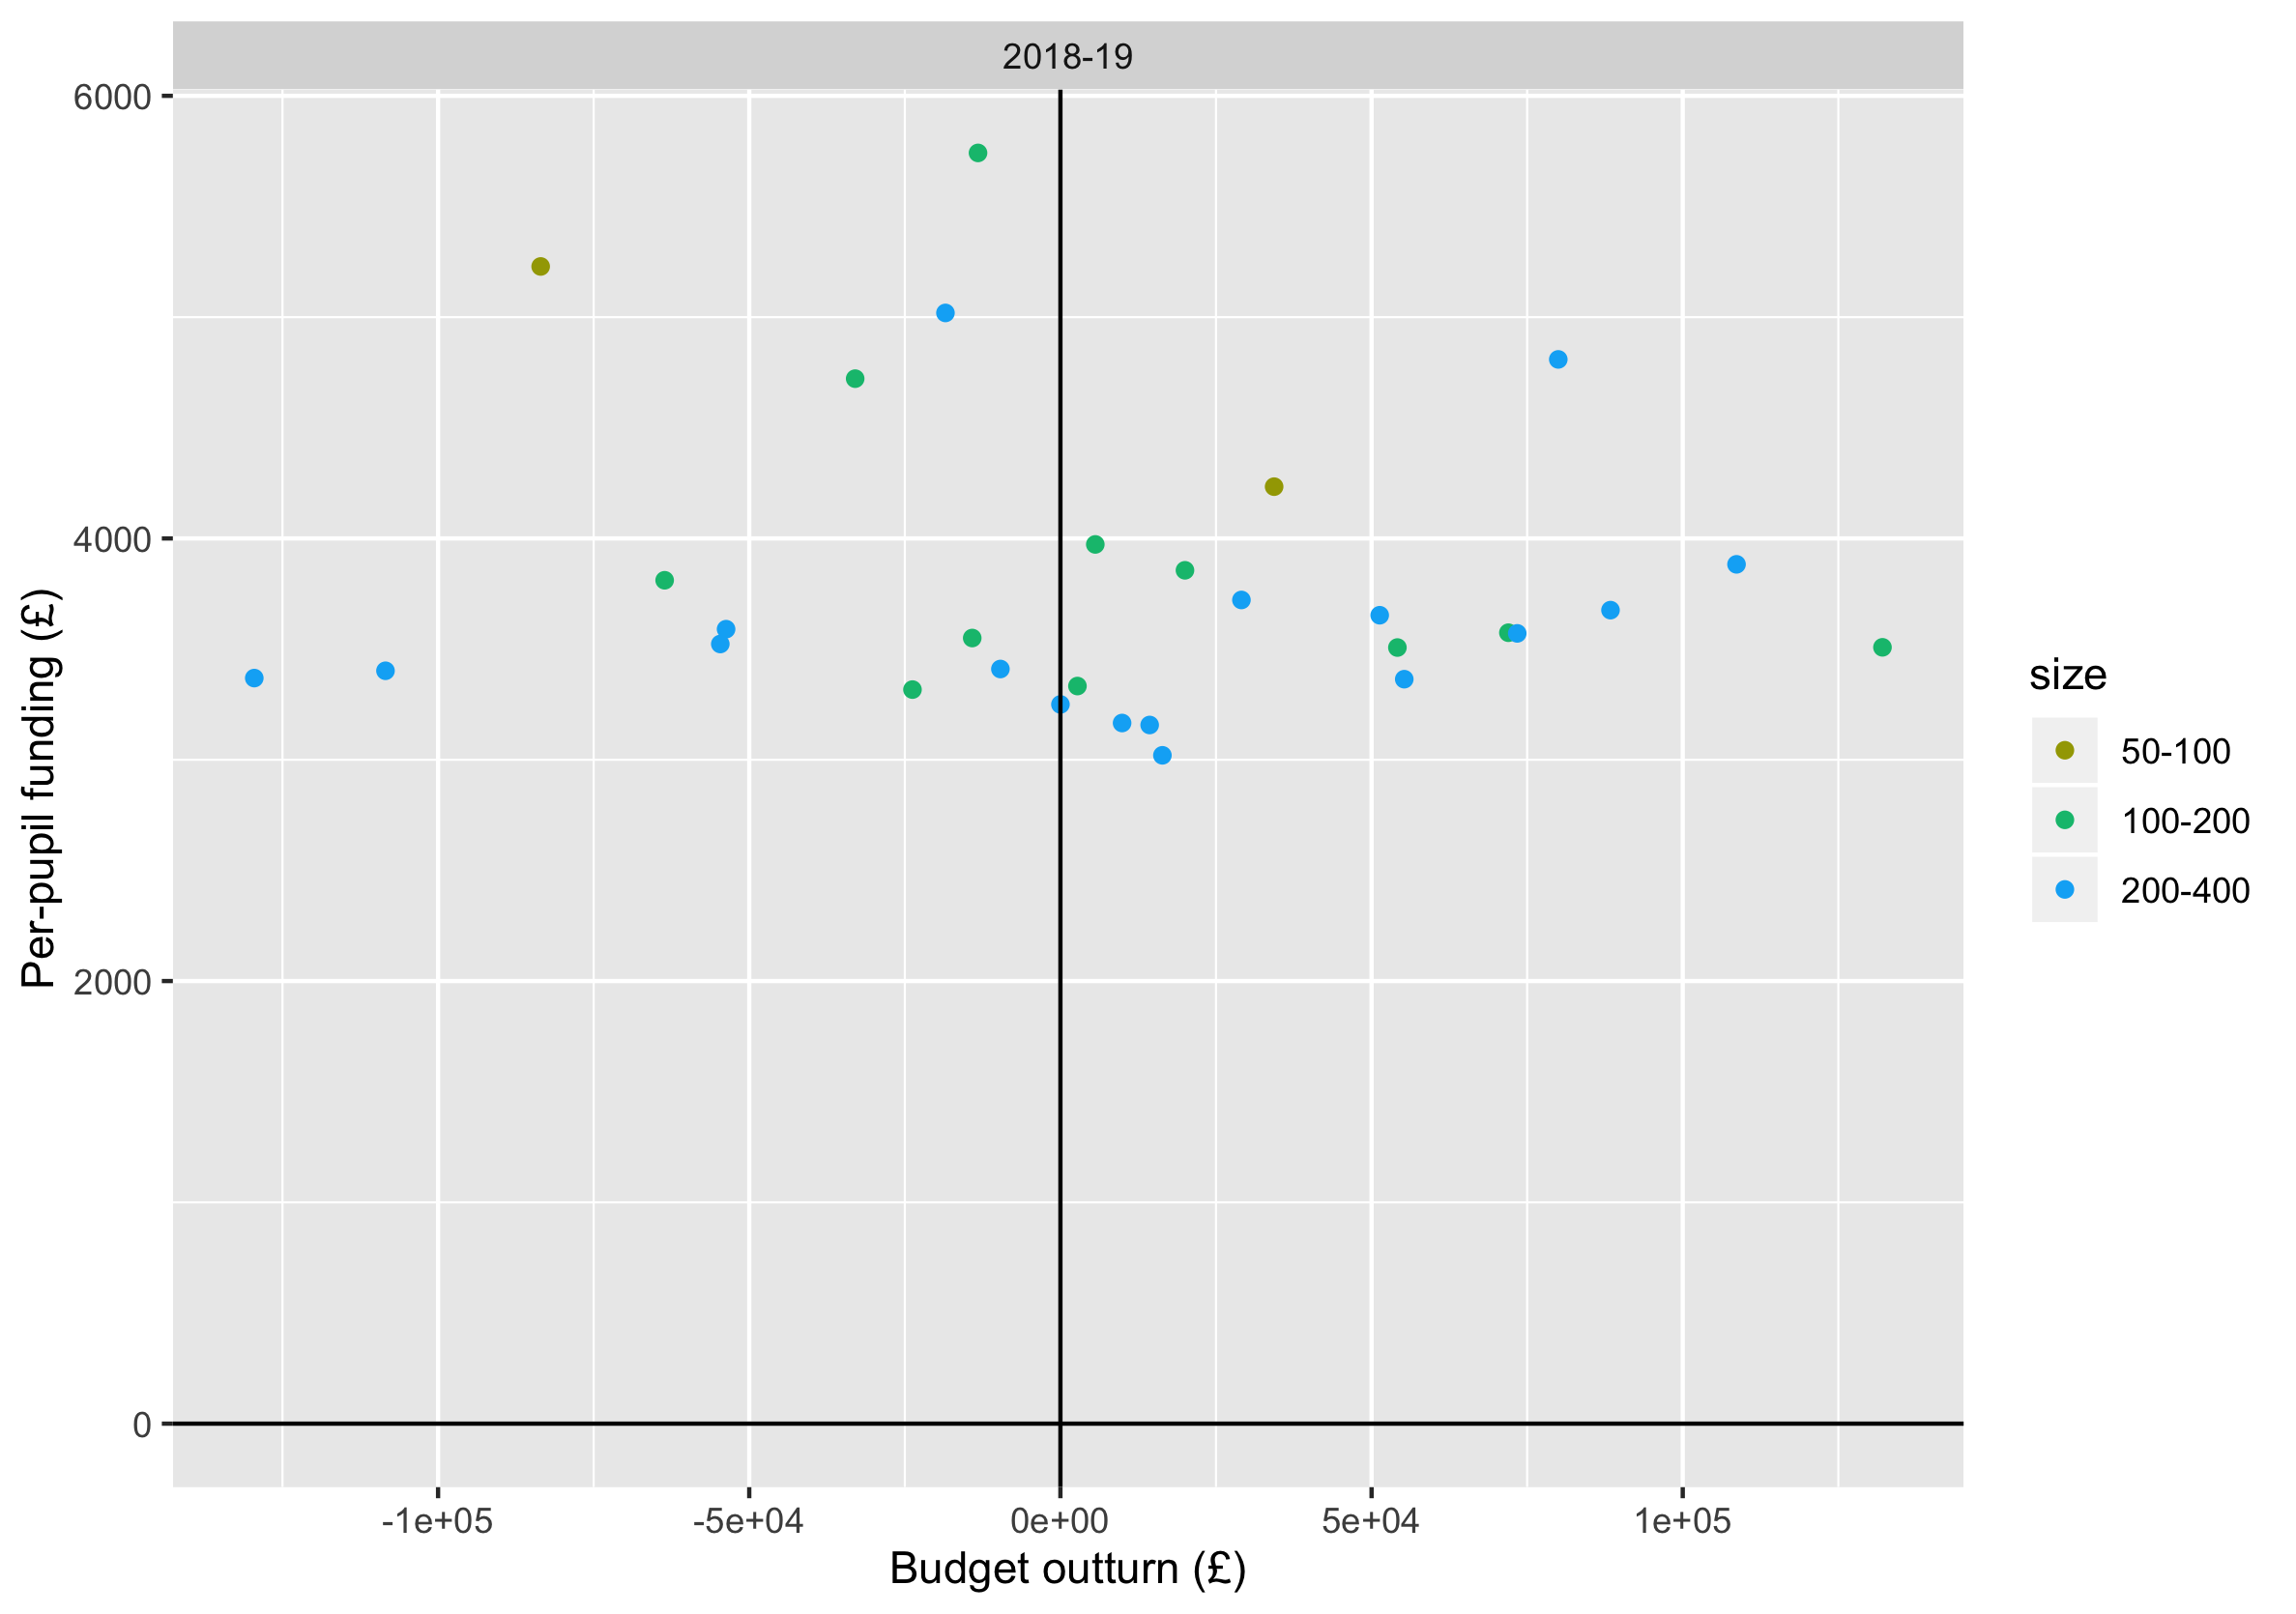 2018-19
6000
4000
2000
0
Per-pupil funding (£)
-1e+05
-5e+04
0e+00
5e+04
1e+05
Budget outturn (£)
size
50-100
100-200
200-400